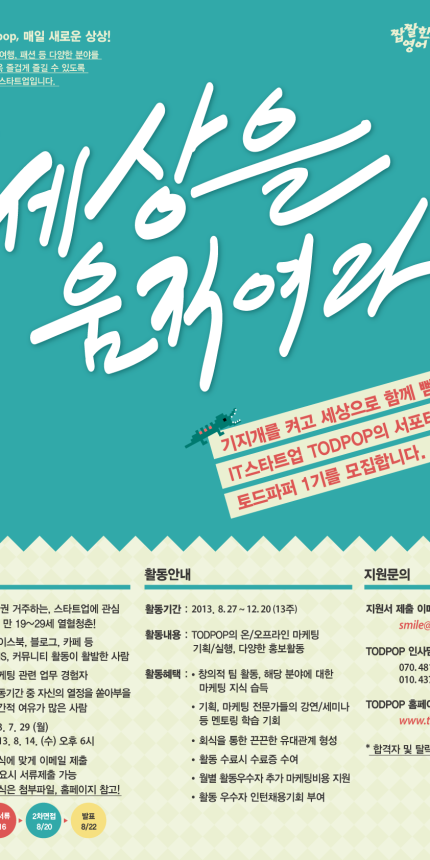 pop, 매일 새로운 상상!
여행, 패션 등 다양한 분야를
즐겁게 즐길 수 있도록
스타트업입니다.
짭짤한
영어
세상을
움직여라
기지개를 켜고 세상으로 함께
IT스타트업 TODPOP의 서포터
토드파퍼 1기를 모집합니다.
권 거주하는, 스타트업에 관심
만 19~29세 열혈청춘!
이스북, 블로그, 카페 등
S, 커뮤니티 활동이 활발한 사람
케팅 관련 업무 경험자
동기간 중 자신의 열정을 쏟아부을
간적 여유가 많은 사람
3. 7. 29 (월)
13. 8. 14. (수) 오후 6시
식에 맞게 이메일 제출
요시 서류제출 가능
식은 첨부파일, 홈페이지 참고!
서류
16
2차면접
8/20
발표
8/22
활동안내
활동기간 : 2013. 8. 27 ~ 12. 20 (13주)
활동내용 : TODPOP의 온/오프라인 마케팅
기획/실행, 다양한 홍보활동
활동혜택 : • 창의적 팀 활동, 해당 분야에 대한
마케팅 지식 습득
• 기획, 마케팅 전문가들의 강연/세미나
등 멘토링 학습 기회
• 회식을 통한 끈끈한 유대관계 형성
• 활동 수료시 수료증 수여
• 월별 활동우수자 추가 마케팅비용 지원
• 활동 우수자 인턴채용기회 부여
지원문의
지원서 제출 이메
smile@
TODPOP 인사담
070. 48
010. 43
TODPOP 홈페이
www.t
* 합격자 및 탈락